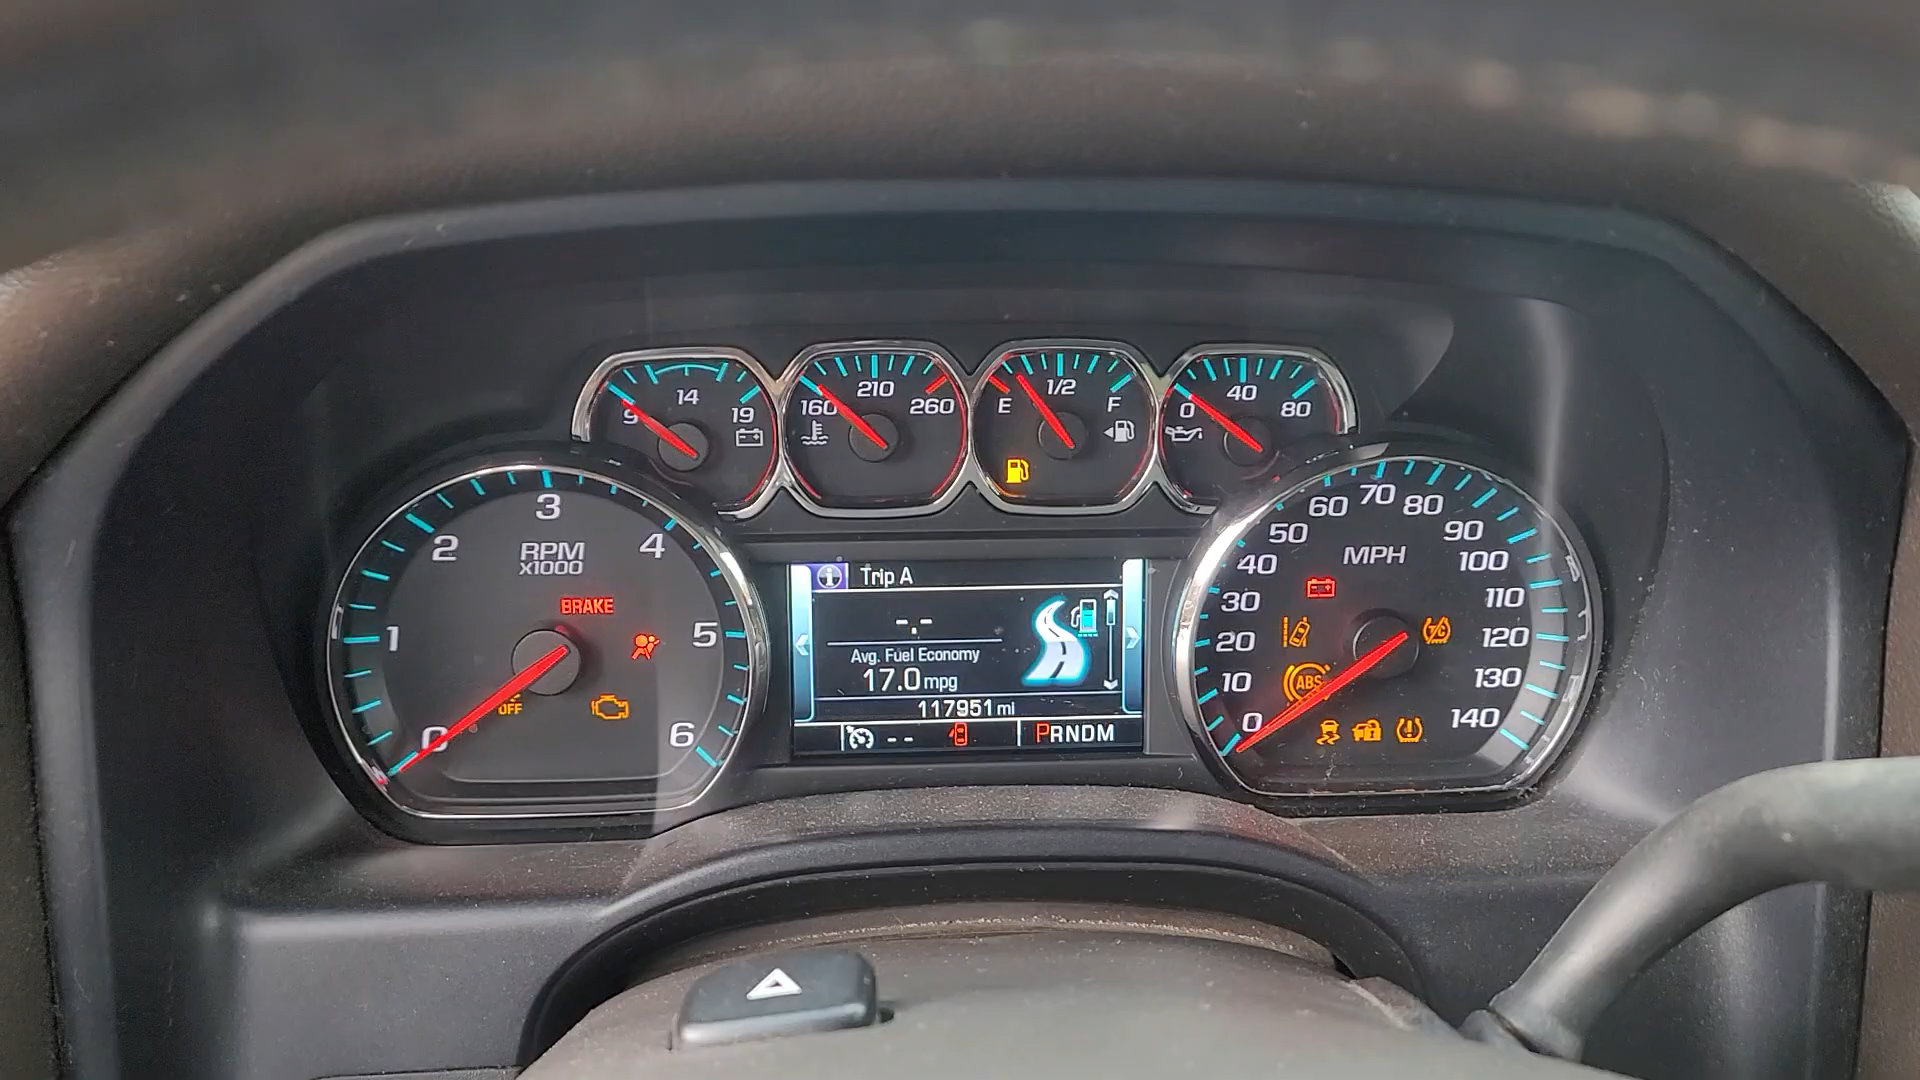 9 14 19
160 210 260
E 1/2 F
0 40 80
0 1 2 3 4 5 6
RPM
x1000
BRAKE
OFF
Trip A
-.-
Avg. Fuel Economy
17.0 mpg
117951 mi
-- PRNDM
0 10 20 30 40 50 60 70 80 90 100 110 120 130 140
MPH
T/C
ABS